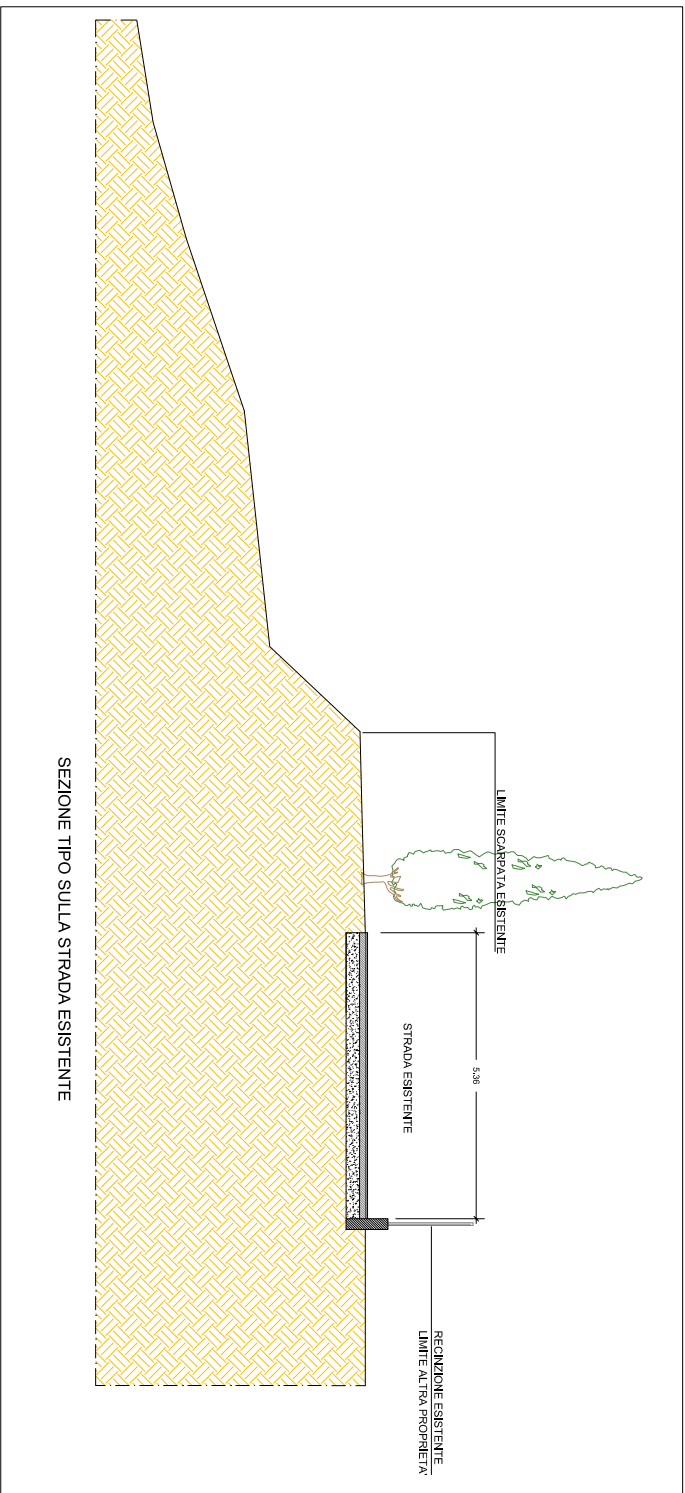 LIMITE SCARPATA ESISTENTE
5.36
STRADA ESISTENTE
RECINZIONE ESISTENTE
LIMITE ALTRA PROPRIETA'
SEZIONE TIPO SULLA STRADA ESISTENTE